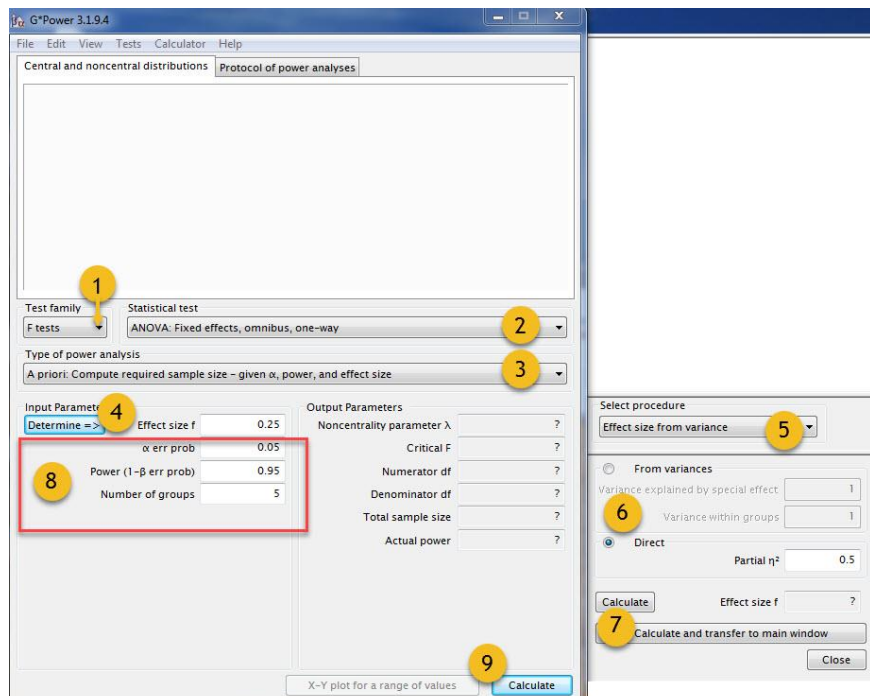 G*Power 3.1.9.4
File Edit View Tests Calculator Help
Central and noncentral distributions Protocol of power analyses
1
Test family Statistical test
F tests ANOVA: Fixed effects, omnibus, one-way 2
Type of power analysis
A priori: Compute required sample size – given α, power, and effect size 3
Input Parameters Output Parameters
Determine => 4 Effect size f 0.25 Noncentrality parameter λ ?
α err prob 0.05 Critical F ?
8 Power (1-β err prob) 0.95 Numerator df ?
Number of groups 5 Denominator df ?
Total sample size ?
Actual power ?
9
X-Y plot for a range of values Calculate
Select procedure
Effect size from variance 5
From variances
Variance explained by special effect 1
6 Variance within groups 1
Direct
Partial η² 0.5
Calculate Effect size f ?
7 Calculate and transfer to main window
Close